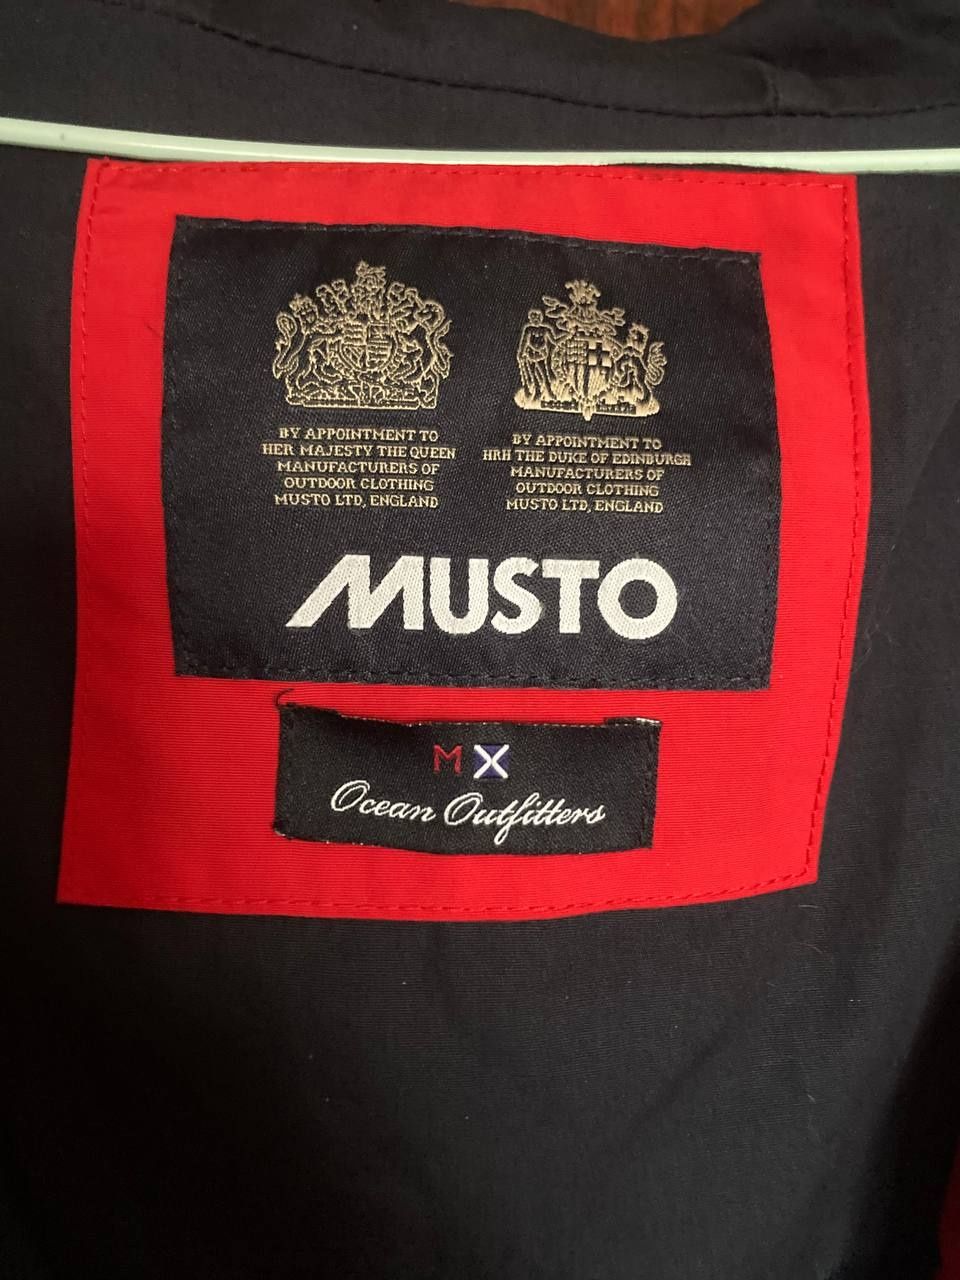 BY APPOINTMENT TO
HER MAJESTY THE QUEEN
MANUFACTURERS OF
OUTDOOR CLOTHING
MUSTO LTD, ENGLAND
BY APPOINTMENT TO
HRH THE DUKE OF EDINBURGH
MANUFACTURERS OF
OUTDOOR CLOTHING
MUSTO LTD, ENGLAND
MUSTO
M
Ocean Outfitters